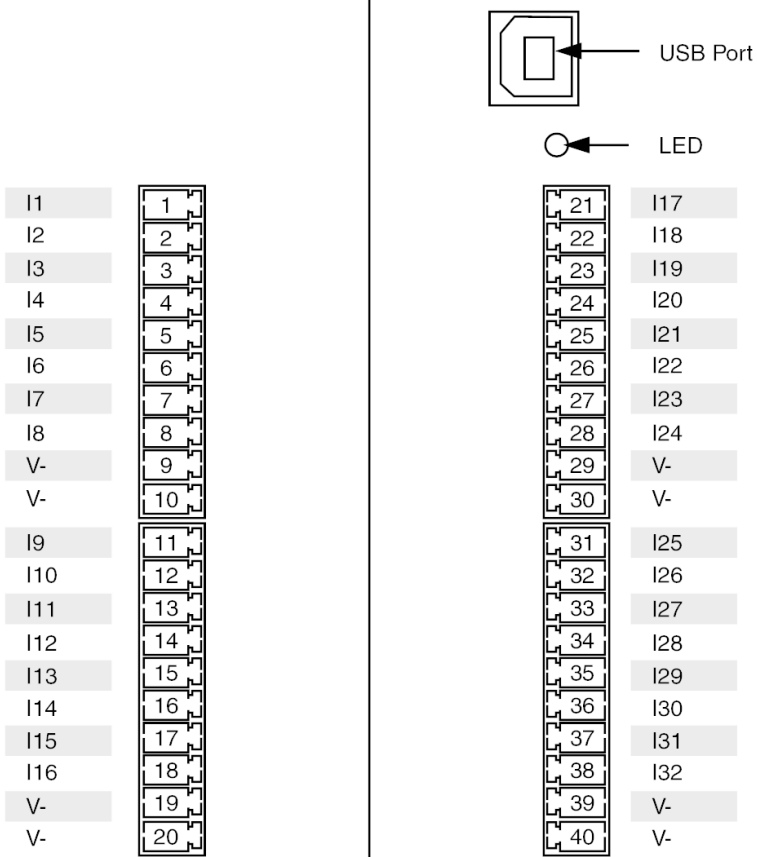 USB Port
LED
I1 1 21 I17
I2 2 22 I18
I3 3 23 I19
I4 4 24 I20
I5 5 25 I21
I6 6 26 I22
I7 7 27 I23
I8 8 28 I24
V- 9 29 V-
V- 10 30 V-
I9 11 31 I25
I10 12 32 I26
I11 13 33 I27
I12 14 34 I28
I13 15 35 I29
I14 16 36 I30
I15 17 37 I31
I16 18 38 I32
V- 19 39 V-
V- 20 40 V-